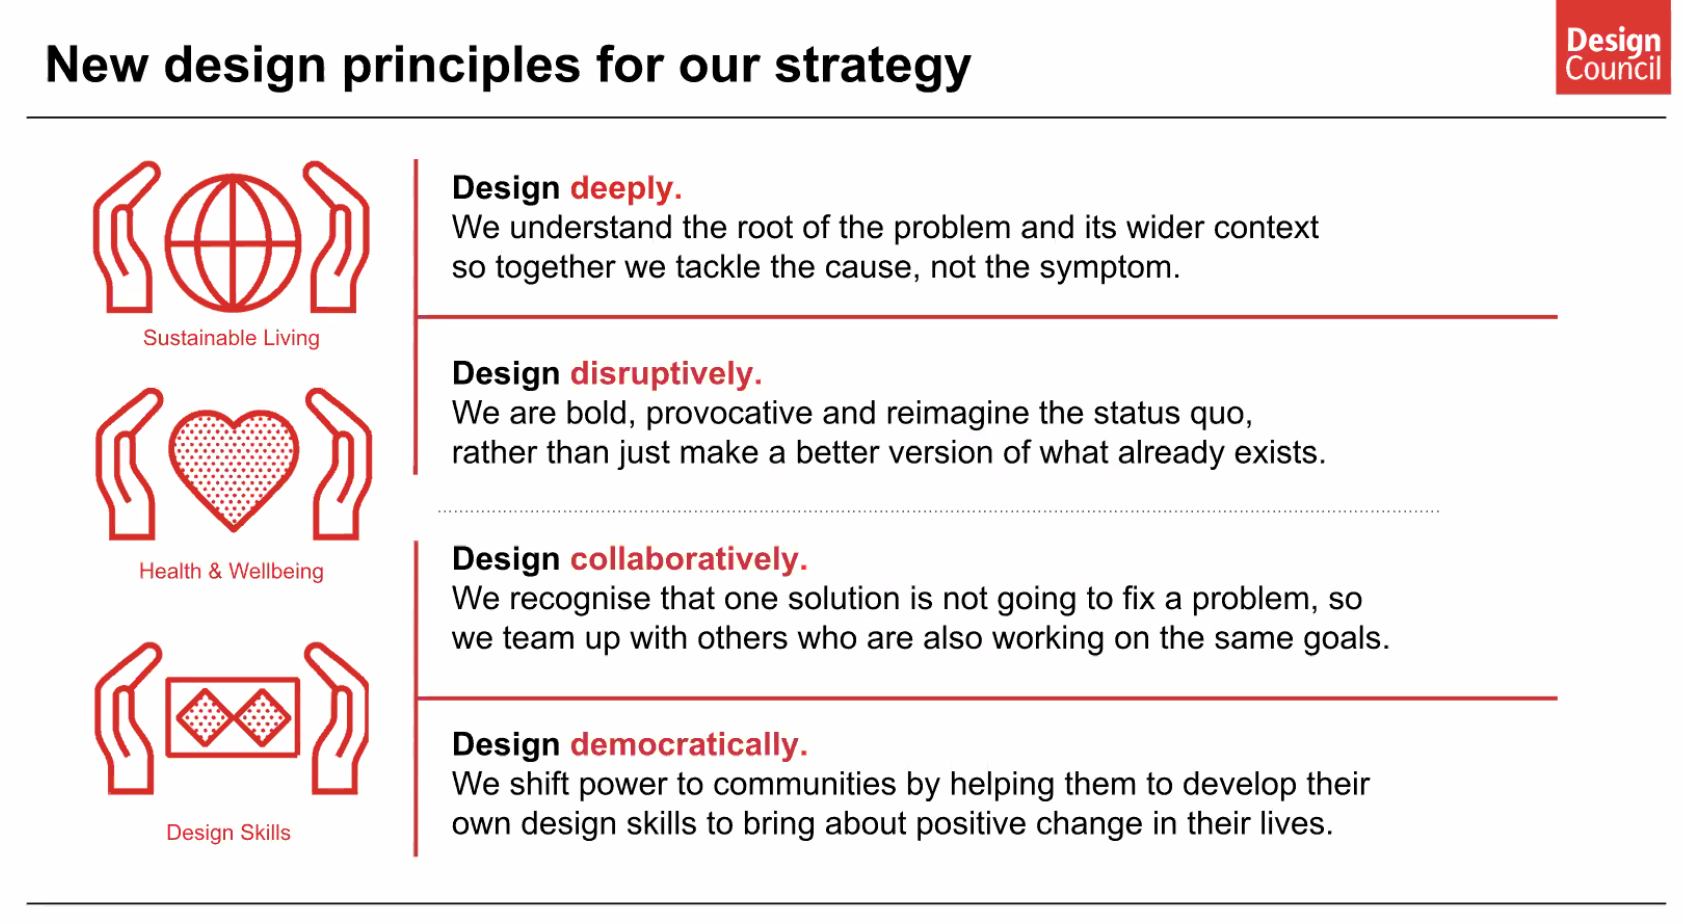 New design principles for our strategy
Design
Council
Sustainable Living
Health & Wellbeing
Design Skills
Design deeply.
We understand the root of the problem and its wider context
so together we tackle the cause, not the symptom.
Design disruptively.
We are bold, provocative and reimagine the status quo,
rather than just make a better version of what already exists.
Design collaboratively.
We recognise that one solution is not going to fix a problem, so
we team up with others who are also working on the same goals.
Design democratically.
We shift power to communities by helping them to develop their
own design skills to bring about positive change in their lives.